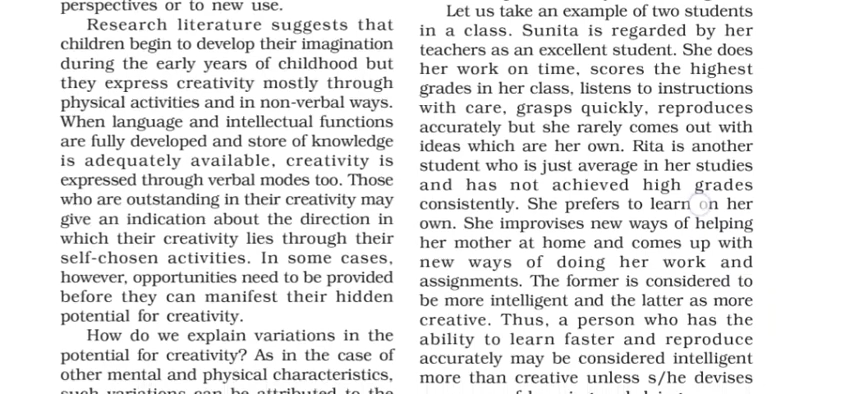 perspectives or to new use.
Research literature suggests that
children begin to develop their imagination
during the early years of childhood but
they express creativity mostly through
physical activities and in non-verbal ways.
When language and intellectual functions
are fully developed and store of knowledge
is adequately available, creativity is
expressed through verbal modes too. Those
who are outstanding in their creativity may
give an indication about the direction in
which their creativity lies through their
self-chosen activities. In some cases,
however, opportunities need to be provided
before they can manifest their hidden
potential for creativity.
How do we explain variations in the
potential for creativity? As in the case of
other mental and physical characteristics,
such variations can be attributed to the
Let us take an example of two students
in a class. Sunita is regarded by her
teachers as an excellent student. She does
her work on time, scores the highest
grades in her class, listens to instructions
with care, grasps quickly, reproduces
accurately but she rarely comes out with
ideas which are her own. Rita is another
student who is just average in her studies
and has not achieved high grades
consistently. She prefers to learn on her
own. She improvises new ways of helping
her mother at home and comes up with
new ways of doing her work and
assignments. The former is considered to
be more intelligent and the latter as more
creative. Thus, a person who has the
ability to learn faster and reproduce
accurately may be considered intelligent
more than creative unless s/he devises